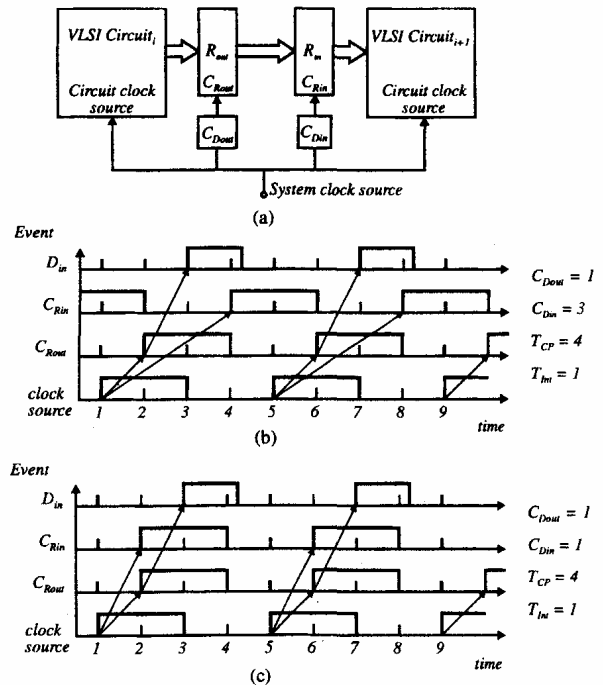 VLSI Circuit_i
R_out
R_in
VLSI Circuit_{i+1}
C_Rout
C_Rin
Circuit clock source
Circuit clock source
C_Dout
C_Din
System clock source
(a)
Event
D_in
C_Rin
C_Rout
clock source
1 2 3 4 5 6 7 8 9
time
C_Dout = 1
C_Din = 3
T_CP = 4
T_Int = 1
(b)
Event
D_in
C_Rin
C_Rout
clock source
1 2 3 4 5 6 7 8 9
time
C_Dout = 1
C_Din = 1
T_CP = 4
T_Int = 1
(c)